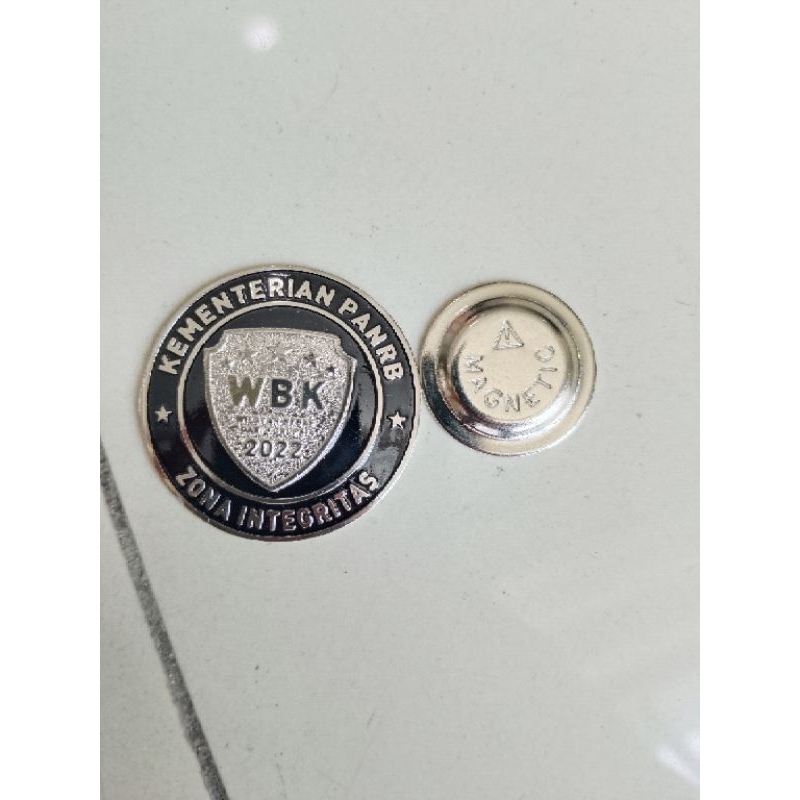 KEMENTERIAN PANRB
WBK
2022
ZONA INTEGRITAS
MAGNETIC